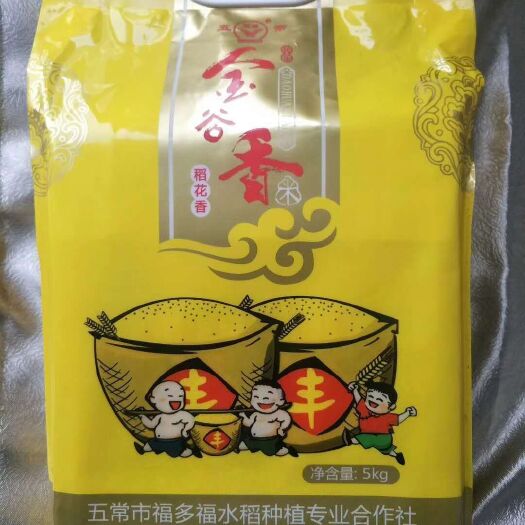 金谷香
米
稻花香
丰
丰
丰
净含量: 5kg
五常市福多福水稻种植专业合作社